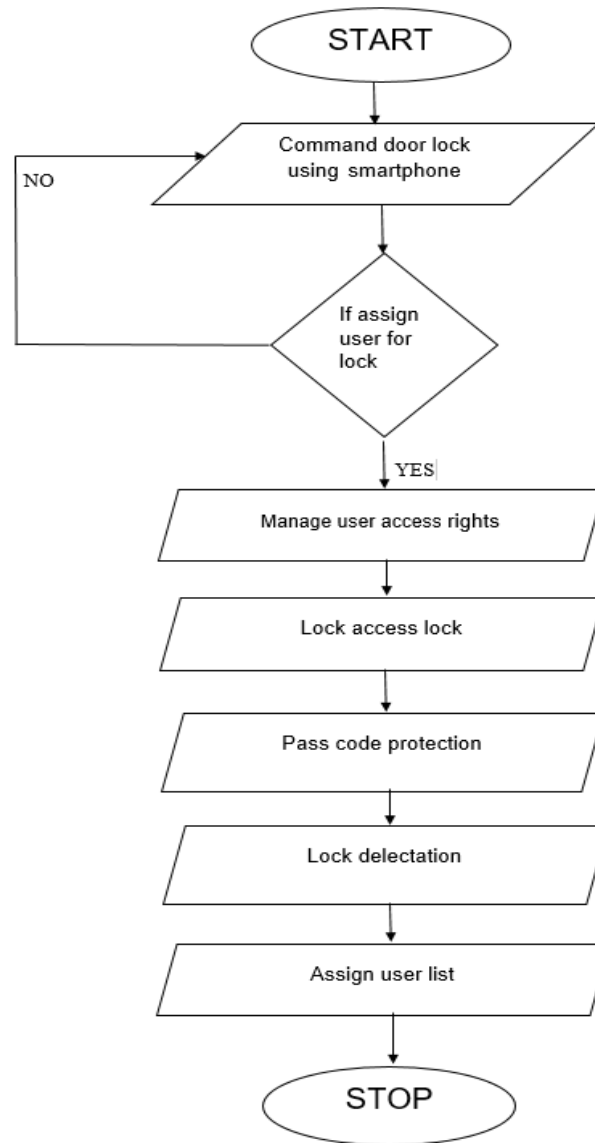 START
Command door lock
using smartphone
NO
If assign
user for
lock
YES
Manage user access rights
Lock access lock
Pass code protection
Lock delectation
Assign user list
STOP